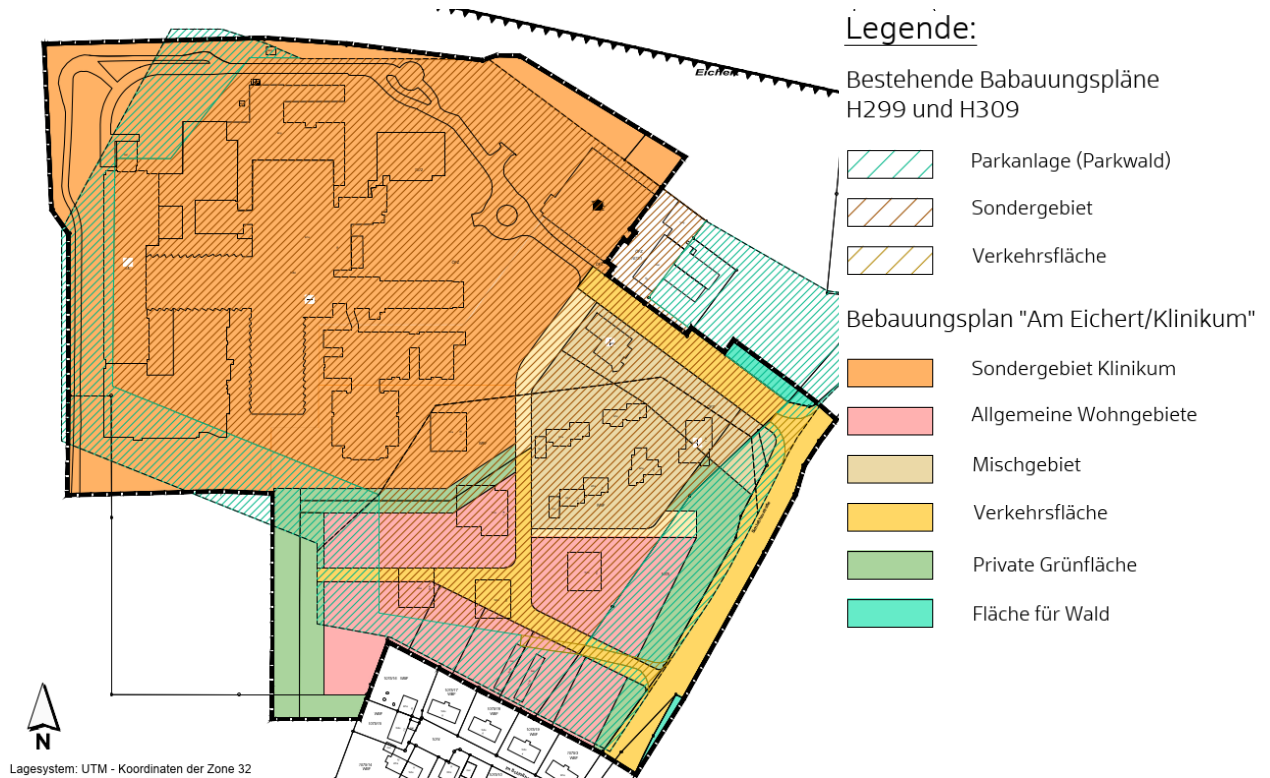 Eichert
Legende:
Bestehende Babauungspläne
H299 und H309
Parkanlage (Parkwald)
Sondergebiet
Verkehrsfläche
Bebauungsplan "Am Eichert/Klinikum"
Sondergebiet Klinikum
Allgemeine Wohngebiete
Mischgebiet
Verkehrsfläche
Private Grünfläche
Fläche für Wald
N
Lagesystem: UTM - Koordinaten der Zone 32